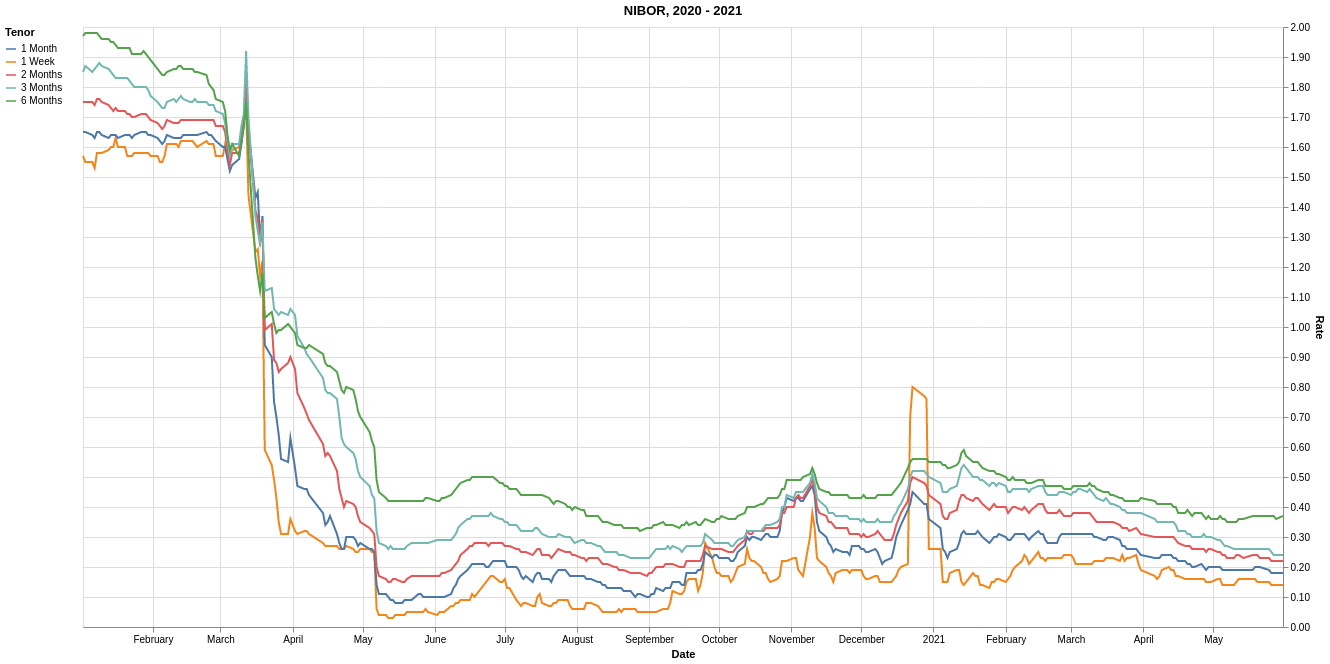 NIBOR, 2020 - 2021
Tenor
1 Month
1 Week
2 Months
3 Months
6 Months
2.00
1.90
1.80
1.70
1.60
1.50
1.40
1.30
1.20
1.10
1.00
0.90
0.80
0.70
0.60
0.50
0.40
0.30
0.20
0.10
0.00
Rate
February March April May June July August September October November December 2021 February March April May
Date